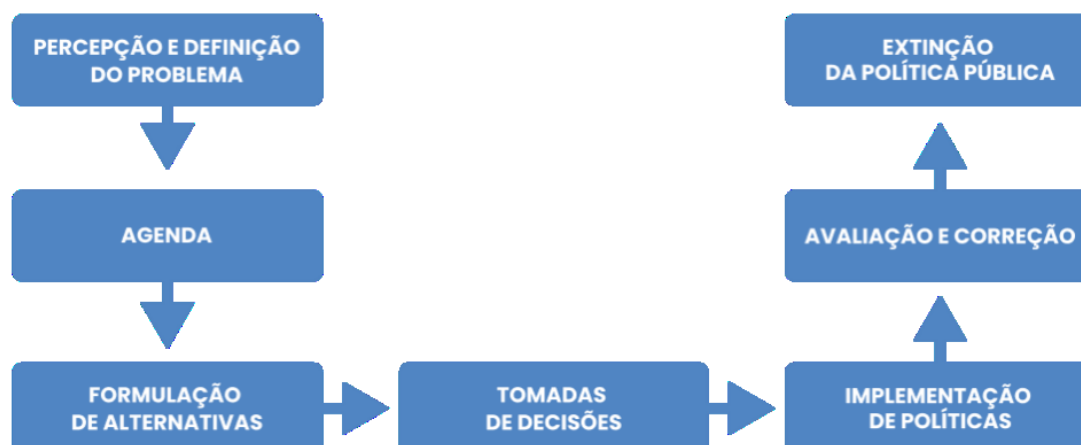 PERCEPÇÃO E DEFINIÇÃO
DO PROBLEMA
AGENDA
FORMULAÇÃO
DE ALTERNATIVAS
TOMADAS
DE DECISÕES
IMPLEMENTAÇÃO
DE POLÍTICAS
AVALIAÇÃO E CORREÇÃO
EXTINÇÃO
DA POLÍTICA PÚBLICA